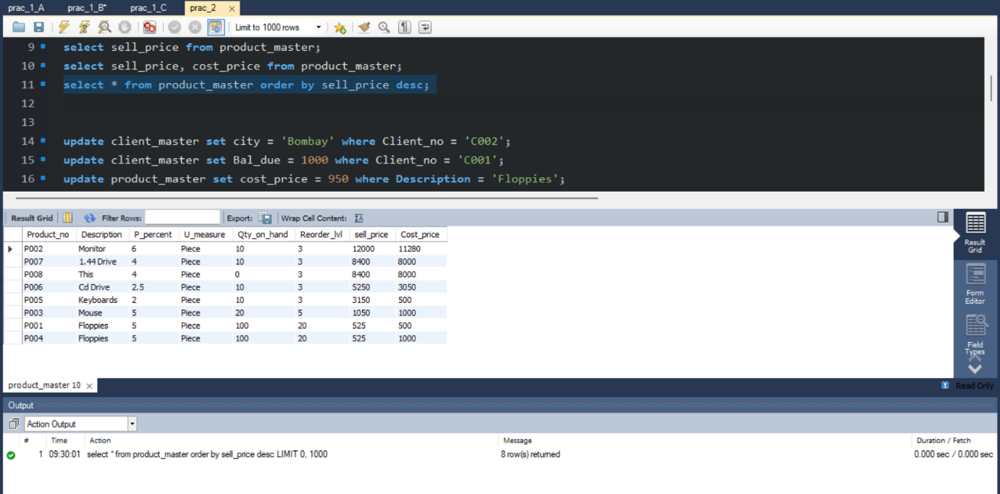 prac_1_A prac_1_B* prac_1_C prac_2
Limit to 1000 rows
9 select sell_price from product_master;
10 select sell_price, cost_price from product_master;
11 select * from product_master order by sell_price desc;
12
13
14 update client_master set city = 'Bombay' where Client_no = 'C002';
15 update client_master set Bal_due = 1000 where Client_no = 'C001';
16 update product_master set cost_price = 950 where Description = 'Floppies';
Result Grid Filter Rows: Export: Wrap Cell Content:
Product_no Description P_percent U_measure Qty_on_hand Reorder_lvl sell_price Cost_price
P002 Monitor 6 Piece 10 3 12000 11280
P007 1.44 Drive 4 Piece 10 3 8400 8000
P008 This 4 Piece 0 3 8400 8000
P006 Cd Drive 2.5 Piece 10 3 5250 3050
P005 Keyboards 2 Piece 10 3 3150 500
P003 Mouse 5 Piece 20 5 1050 1000
P001 Floppies 5 Piece 100 20 525 500
P004 Floppies 5 Piece 100 20 525 1000
Result
Grid
Form
Editor
Field
Types
product_master 10
Read Only
Output
Action Output
# Time Action Message Duration / Fetch
1 09:30:01 select * from product_master order by sell_price desc LIMIT 0, 1000 8 row(s) returned 0.000 sec / 0.000 sec